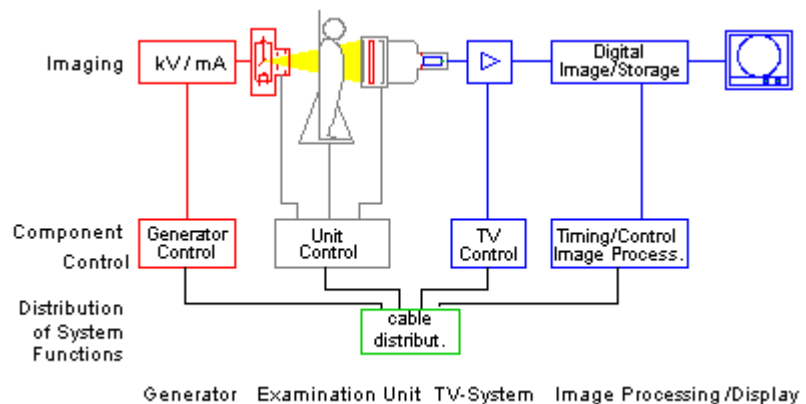 Imaging
kV/mA
Digital
Image/Storage
Component
Control
Generator
Control
Unit
Control
TV
Control
Timing/Control
Image Process.
Distribution
of System
Functions
cable
distribut.
Generator Examination Unit TV-System Image Processing/Display